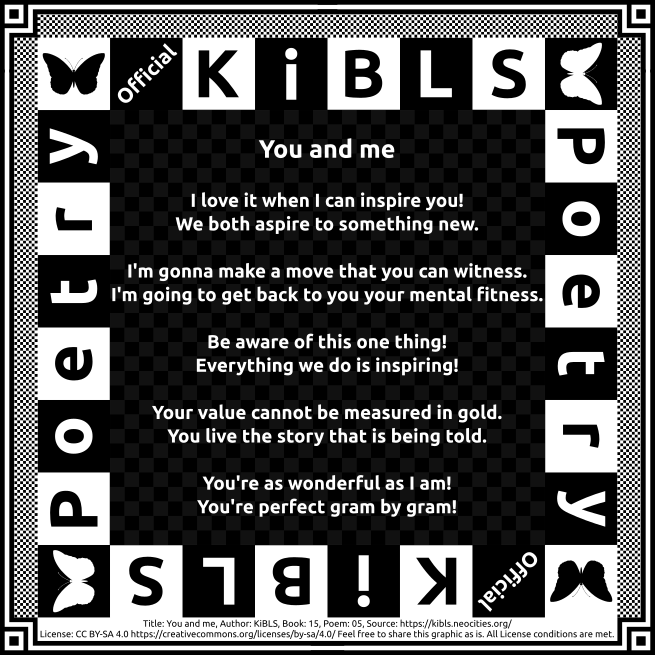 Official KiBLS
Poetry
Poetry
You and me
I love it when I can inspire you!
We both aspire to something new.
I'm gonna make a move that you can witness.
I'm going to get back to you your mental fitness.
Be aware of this one thing!
Everything we do is inspiring!
Your value cannot be measured in gold.
You live the story that is being told.
You're as wonderful as I am!
You're perfect gram by gram!
Official KiBLS
Title: You and me, Author: KiBLS, Book: 15, Poem: 05, Source: https://kibls.neocities.org/
License: CC BY-SA 4.0 https://creativecommons.org/licenses/by-sa/4.0/ Feel free to share this graphic as is. All License conditions are met.